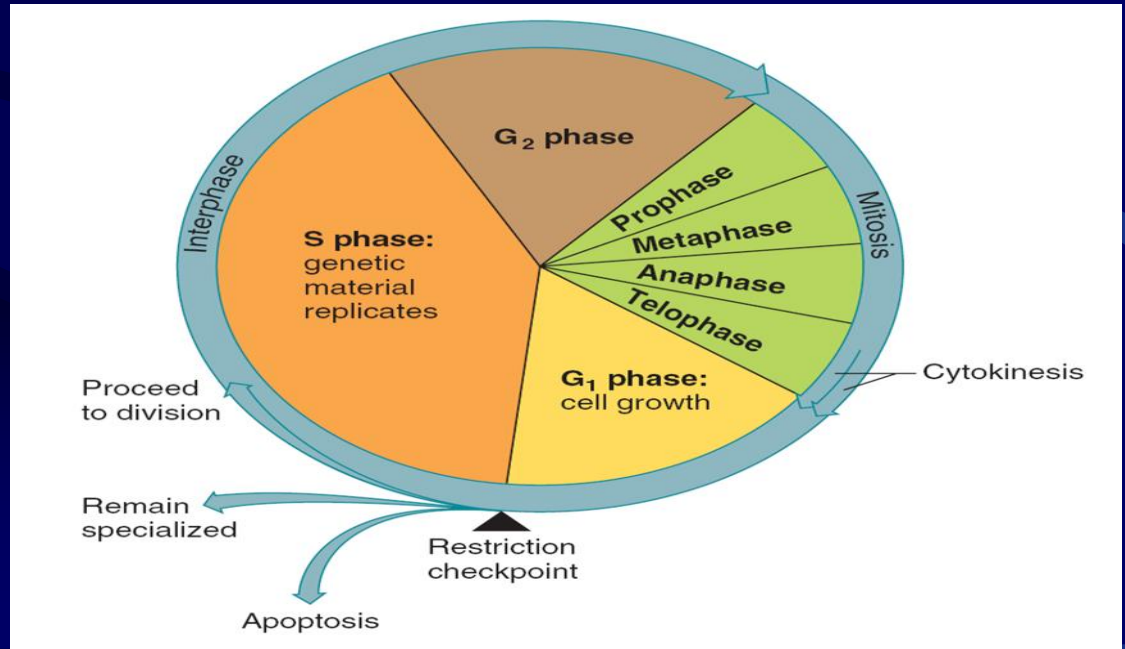 G₂ phase
Interphase
Prophase
Mitosis
Metaphase
S phase:
genetic
material
replicates
Anaphase
Telophase
G₁ phase:
cell growth
Cytokinesis
Proceed
to division
Remain
specialized
Restriction
checkpoint
Apoptosis